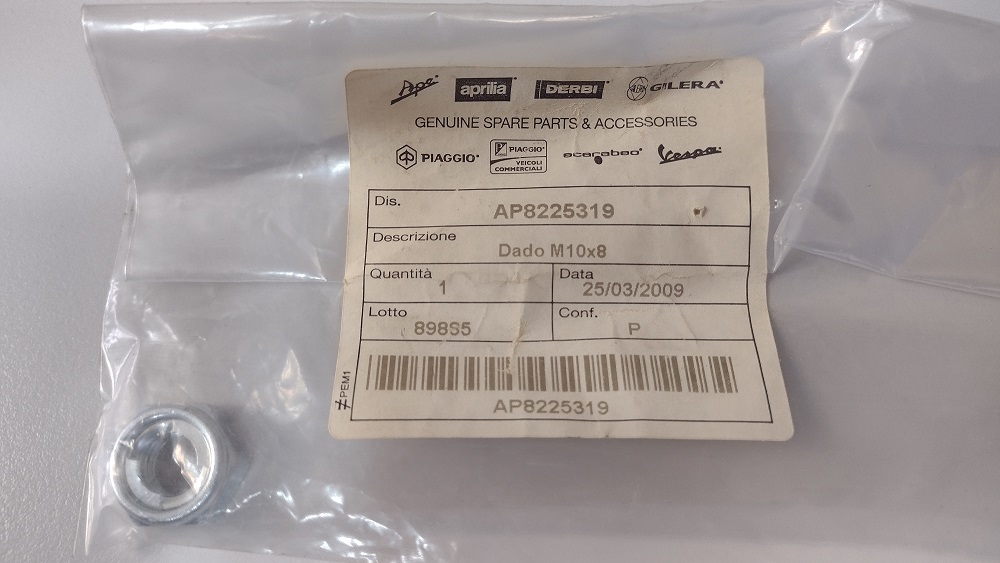 Ape aprilia DERBI GILERA
GENUINE SPARE PARTS & ACCESSORIES
PIAGGIO PIAGGIO VEICOLI COMMERCIALI scarabeo Vespa
Dis. AP8225319
Descrizione Dado M10x8
Quantità 1 Data 25/03/2009
Lotto 898S5 Conf. P
PEM1
AP8225319